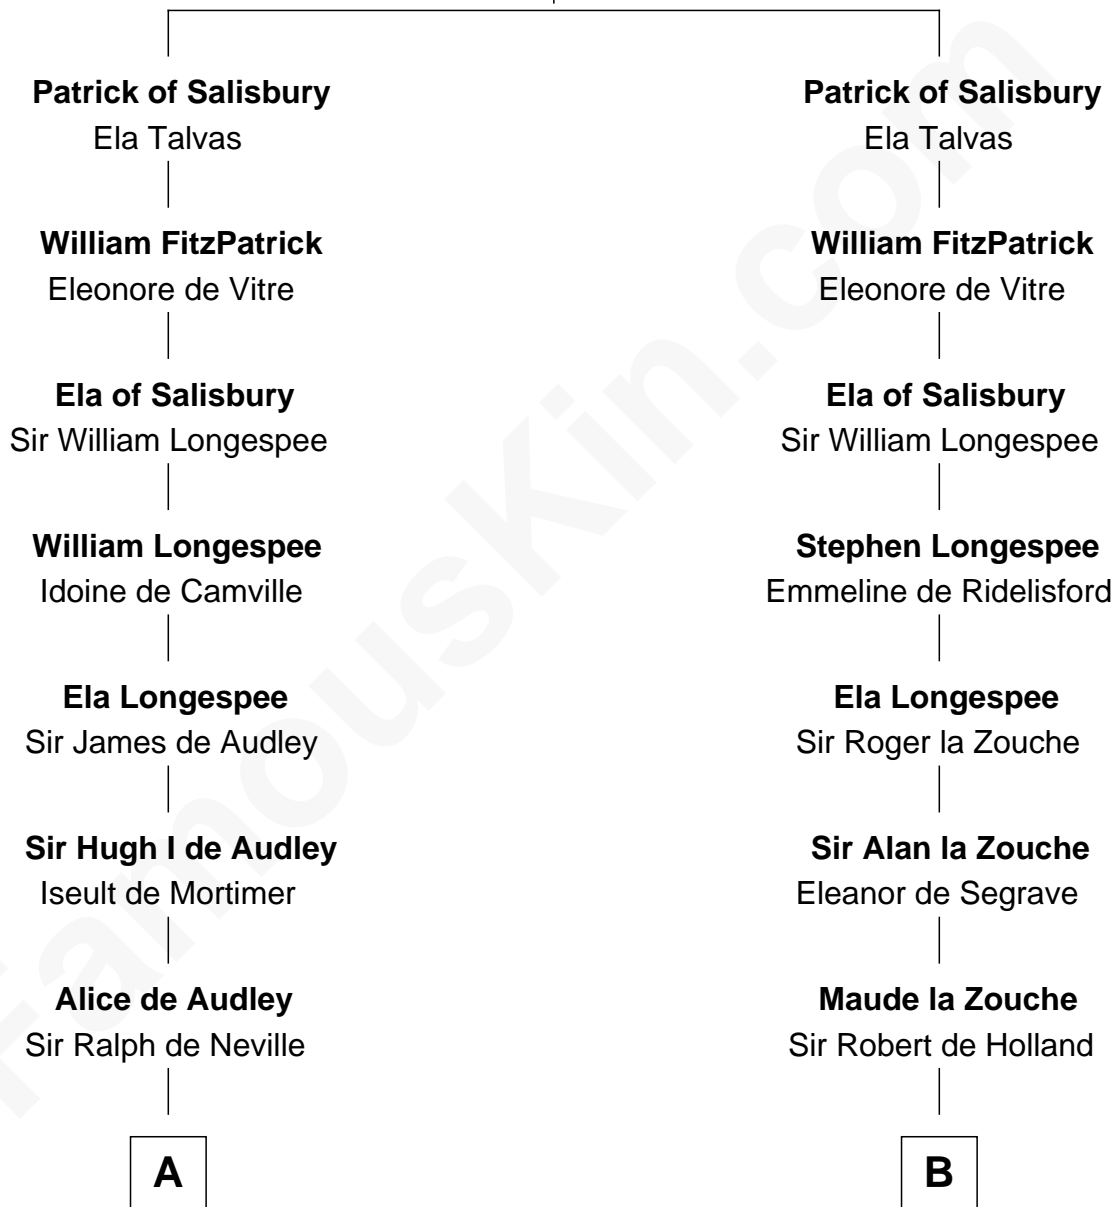 Patrick of Salisbury
Ela Talvas
William FitzPatrick
Eleonore de Vitre
Ela of Salisbury
Sir William Longespee
William Longespee
Idoine de Camville
Ela Longespee
Sir James de Audley
Sir Hugh I de Audley
Iseult de Mortimer
Alice de Audley
Sir Ralph de Neville
A
Patrick of Salisbury
Ela Talvas
William FitzPatrick
Eleonore de Vitre
Ela of Salisbury
Sir William Longespee
Stephen Longespee
Emmeline de Ridelisford
Ela Longespee
Sir Roger la Zouche
Sir Alan la Zouche
Eleanor de Segrave
Maude la Zouche
Sir Robert de Holland
B
FamousKin.com